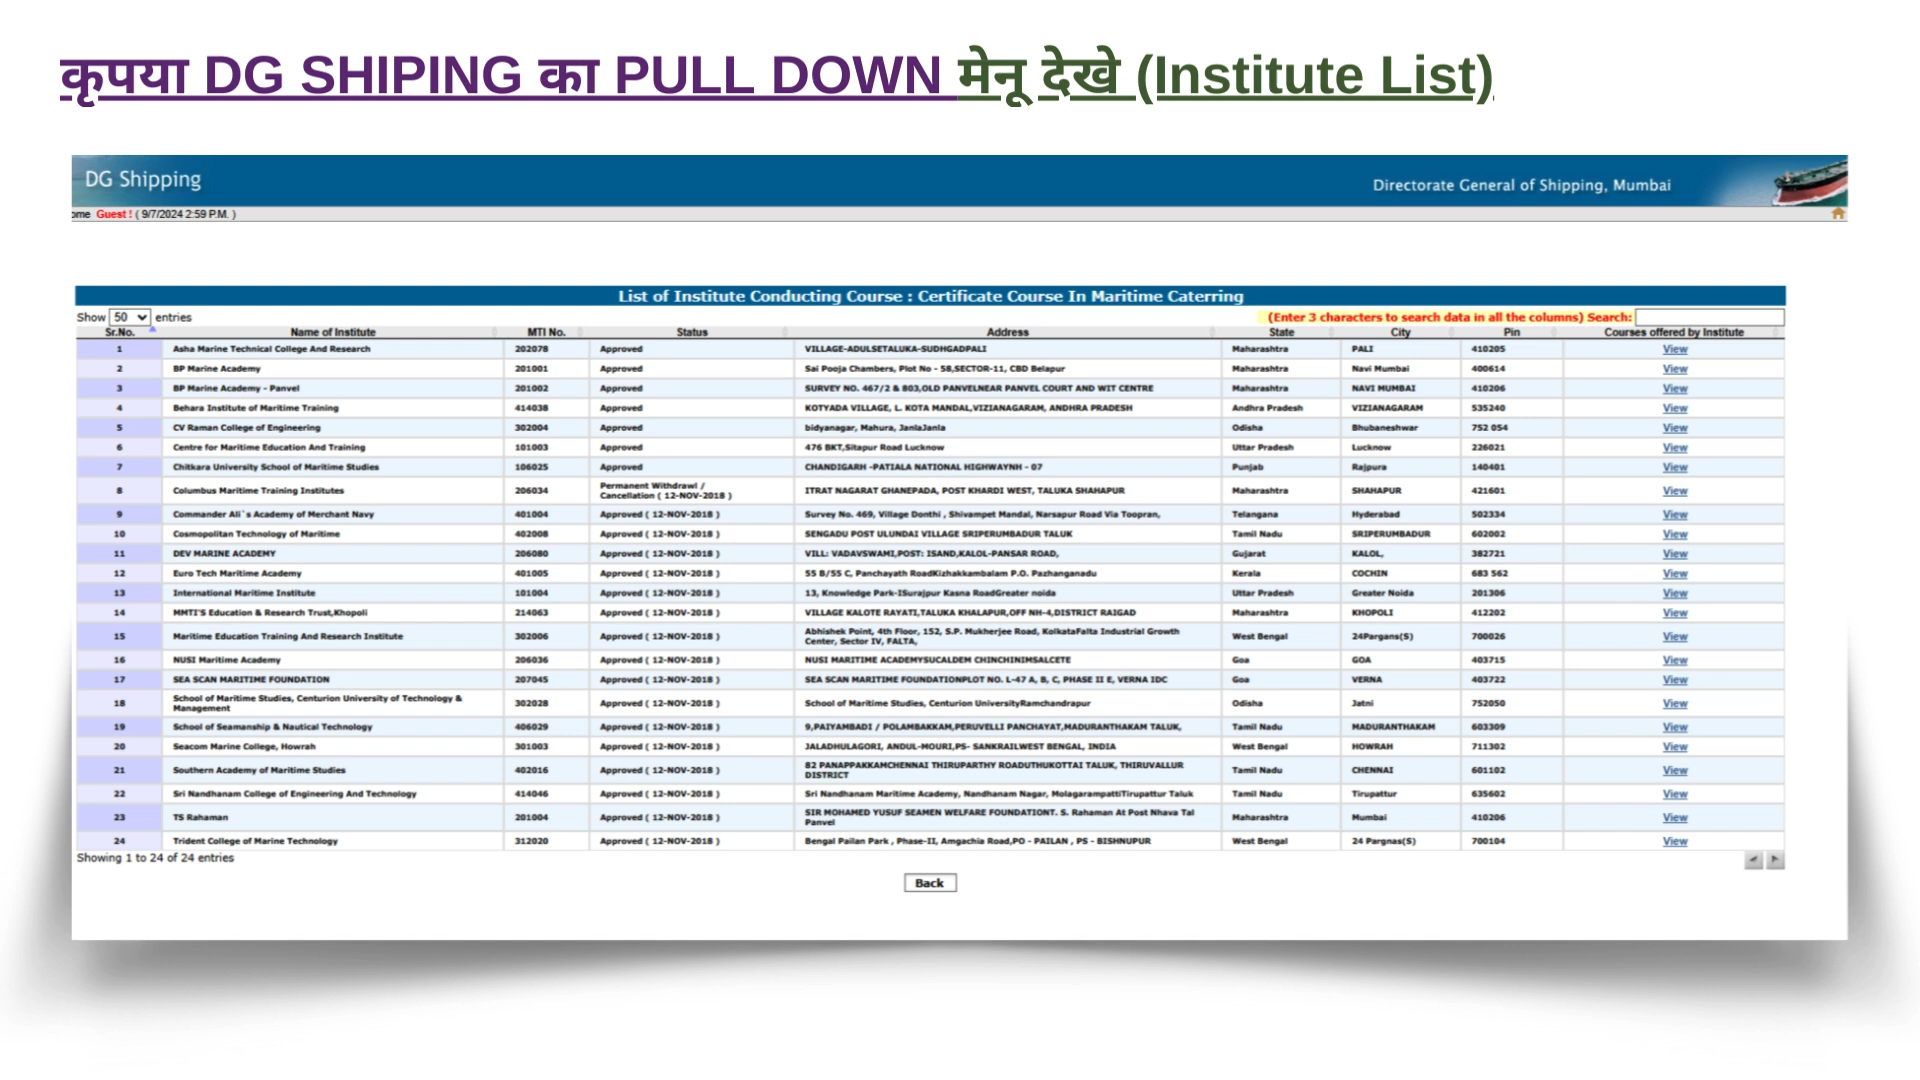 कृपया DG SHIPING का PULL DOWN मेनू देखे (Institute List)
DG Shipping
Directorate General of Shipping, Mumbai
ome Guest ! ( 9/7/2024 2:59 P.M. )
List of Institute Conducting Course : Certificate Course In Maritime Caterring
Show 50 entries (Enter 3 characters to search data in all the columns) Search:
Sr.No. Name of Institute MTI No. Status Address State City Pin Courses offered by Institute
1 Asha Marine Technical College And Research 202078 Approved VILLAGE-ADULSETALUKA-SUDHGADPALI Maharashtra PALI 410205 View
2 BP Marine Academy 201001 Approved Sai Pooja Chambers, Plot No - 58,SECTOR-11, CBD Belapur Maharashtra Navi Mumbai 400614 View
3 BP Marine Academy - Panvel 201002 Approved SURVEY NO. 467/2 & 803,OLD PANVELNEAR PANVEL COURT AND WIT CENTRE Maharashtra NAVI MUMBAI 410206 View
4 Behara Institute of Maritime Training 414038 Approved KOTYADA VILLAGE, L. KOTA MANDAL,VIZIANAGARAM, ANDHRA PRADESH Andhra Pradesh VIZIANAGARAM 535240 View
5 CV Raman College of Engineering 302004 Approved bidyanagar, Mahura, JanlaJanla Odisha Bhubaneshwar 752 054 View
6 Centre for Maritime Education And Training 101003 Approved 476 BKT,Sitapur Road Lucknow Uttar Pradesh Lucknow 226021 View
7 Chitkara University School of Maritime Studies 106025 Approved CHANDIGARH -PATIALA NATIONAL HIGHWAYNH - 07 Punjab Rajpura 140401 View
8 Columbus Maritime Training Institutes 206034 Permanent Withdrawl / Cancellation ( 12-NOV-2018 ) ITRAT NAGARAT GHANEPADA, POST KHARDI WEST, TALUKA SHAHAPUR Maharashtra SHAHAPUR 421601 View
9 Commander Ali`s Academy of Merchant Navy 401004 Approved ( 12-NOV-2018 ) Survey No. 469, Village Donthi , Shivampet Mandal, Narsapur Road Via Toopran, Telangana Hyderabad 502334 View
10 Cosmopolitan Technology of Maritime 402008 Approved ( 12-NOV-2018 ) SENGADU POST ULUNDAI VILLAGE SRIPERUMBADUR TALUK Tamil Nadu SRIPERUMBADUR 602002 View
11 DEV MARINE ACADEMY 206080 Approved ( 12-NOV-2018 ) VILL: VADAVSWAMI,POST: ISAND,KALOL-PANSAR ROAD, Gujarat KALOL, 382721 View
12 Euro Tech Maritime Academy 401005 Approved ( 12-NOV-2018 ) 55 B/55 C, Panchayath RoadKizhakkambalam P.O. Pazhanganadu Kerala COCHIN 683 562 View
13 International Maritime Institute 101004 Approved ( 12-NOV-2018 ) 13, Knowledge Park-ISurajpur Kasna RoadGreater noida Uttar Pradesh Greater Noida 201306 View
14 MMTI'S Education & Research Trust,Khopoli 214063 Approved ( 12-NOV-2018 ) VILLAGE KALOTE RAYATI,TALUKA KHALAPUR,OFF NH-4,DISTRICT RAIGAD Maharashtra KHOPOLI 412202 View
15 Maritime Education Training And Research Institute 302006 Approved ( 12-NOV-2018 ) Abhishek Point, 4th Floor, 152, S.P. Mukherjee Road, KolkataFalta Industrial Growth Center, Sector IV, FALTA, West Bengal 24Pargans(S) 700026 View
16 NUSI Maritime Academy 206036 Approved ( 12-NOV-2018 ) NUSI MARITIME ACADEMYSUCALDEM CHINCHINIMSALCETE Goa GOA 403715 View
17 SEA SCAN MARITIME FOUNDATION 207045 Approved ( 12-NOV-2018 ) SEA SCAN MARITIME FOUNDATIONPLOT NO. L-47 A, B, C, PHASE II E, VERNA IDC Goa VERNA 403722 View
18 School of Maritime Studies, Centurion University of Technology & Management 302028 Approved ( 12-NOV-2018 ) School of Maritime Studies, Centurion UniversityRamchandrapur Odisha Jatni 752050 View
19 School of Seamanship & Nautical Technology 406029 Approved ( 12-NOV-2018 ) 9,PAIYAMBADI / POLAMBAKKAM,PERUVELLI PANCHAYAT,MADURANTHAKAM TALUK, Tamil Nadu MADURANTHAKAM 603309 View
20 Seacom Marine College, Howrah 301003 Approved ( 12-NOV-2018 ) JALADHULAGORI, ANDUL-MOURI,PS- SANKRAILWEST BENGAL, INDIA West Bengal HOWRAH 711302 View
21 Southern Academy of Maritime Studies 402016 Approved ( 12-NOV-2018 ) 82 PANAPPAKKAMCHENNAI THIRUPARTHY ROADUTHUKOTTAI TALUK, THIRUVALLUR DISTRICT Tamil Nadu CHENNAI 601102 View
22 Sri Nandhanam College of Engineering And Technology 414046 Approved ( 12-NOV-2018 ) Sri Nandhanam Maritime Academy, Nandhanam Nagar, MolagarampattiTirupattur Taluk Tamil Nadu Tirupattur 635602 View
23 TS Rahaman 201004 Approved ( 12-NOV-2018 ) SIR MOHAMED YUSUF SEAMEN WELFARE FOUNDATIONT. S. Rahaman At Post Nhava Tal Panvel Maharashtra Mumbai 410206 View
24 Trident College of Marine Technology 312020 Approved ( 12-NOV-2018 ) Bengal Pailan Park , Phase-II, Amgachia Road,PO - PAILAN , PS - BISHNUPUR West Bengal 24 Pargnas(S) 700104 View
Showing 1 to 24 of 24 entries
Back